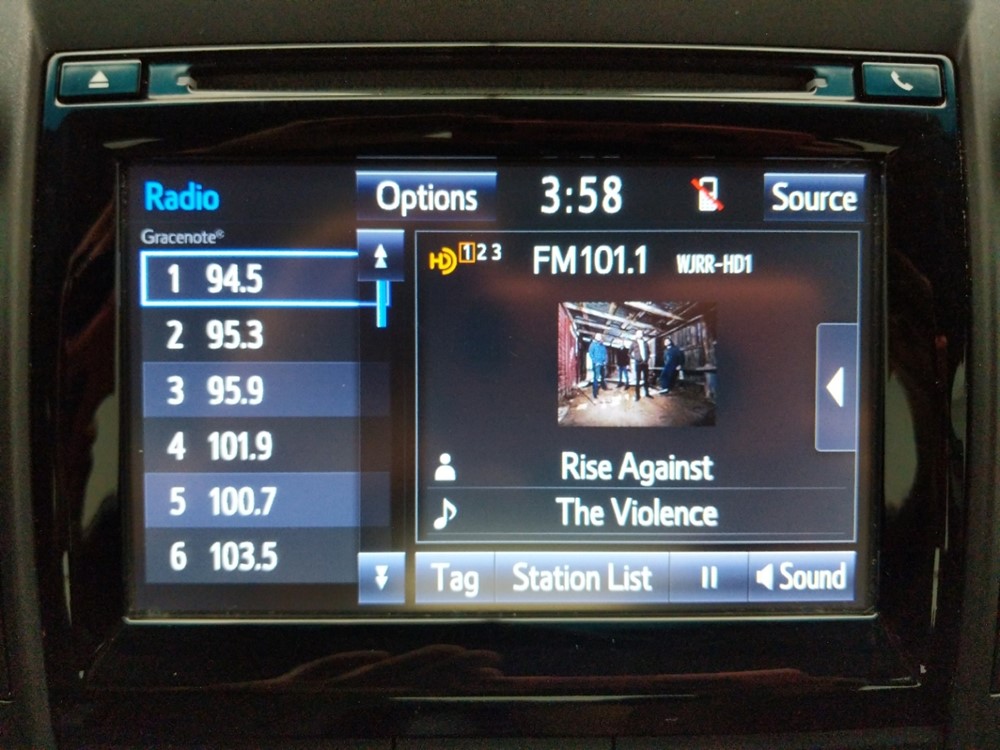 Radio
Options
3:58
Source
Gracenote®
1 94.5
2 95.3
3 95.9
4 101.9
5 100.7
6 103.5
HD 1 2 3 FM 101.1 WJRR-HD1
Rise Against
The Violence
Tag
Station List
Sound